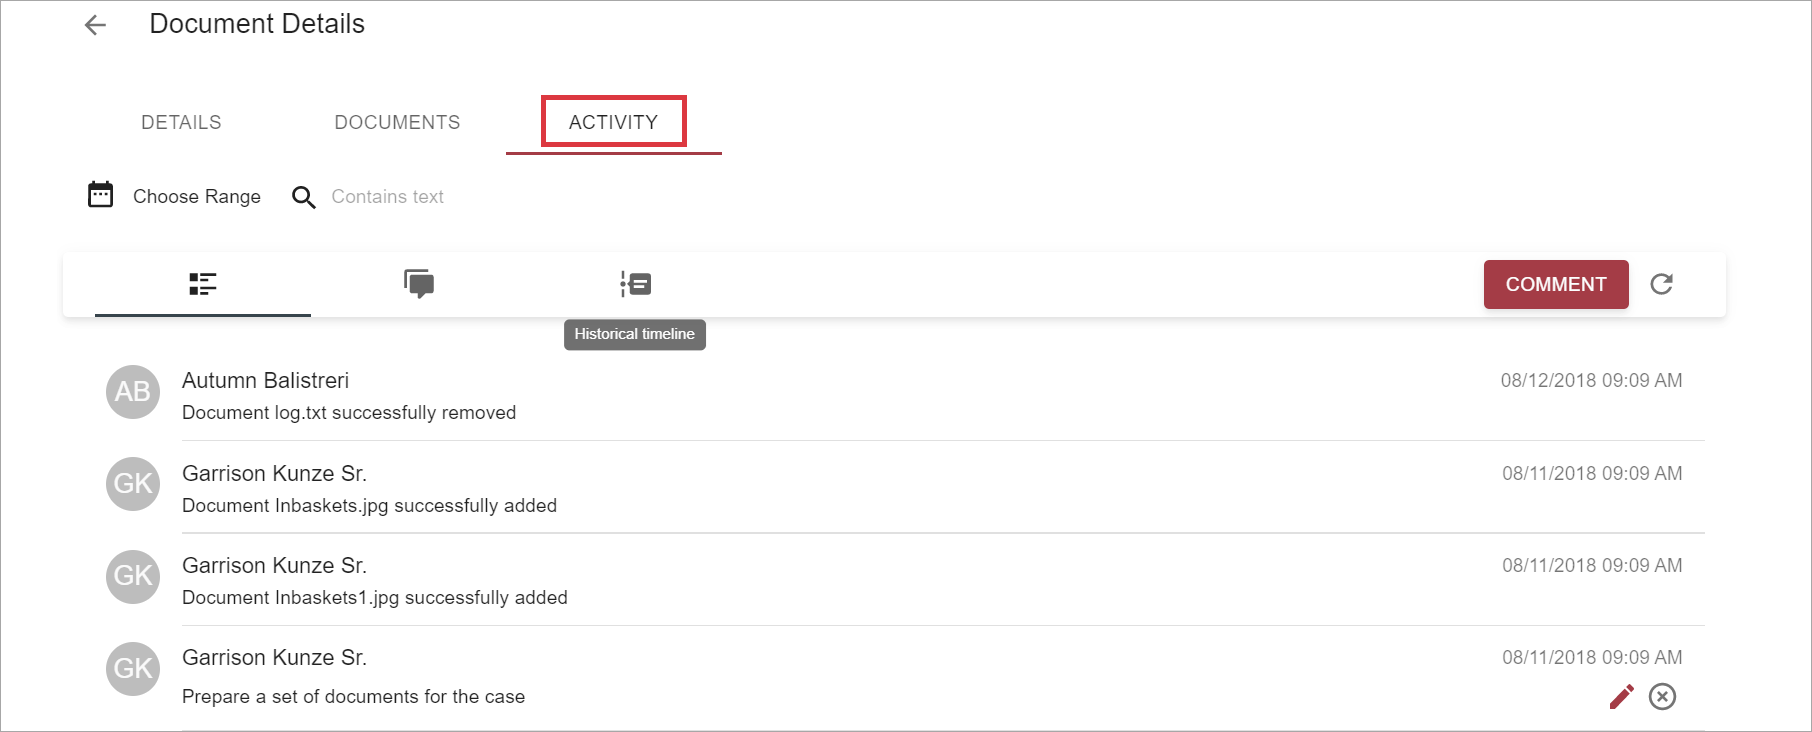 Document Details
DETAILS DOCUMENTS ACTIVITY
Choose Range Contains text
COMMENT
Historical timeline
AB Autumn Balistreri 08/12/2018 09:09 AM
Document log.txt successfully removed
GK Garrison Kunze Sr. 08/11/2018 09:09 AM
Document Inbaskets.jpg successfully added
GK Garrison Kunze Sr. 08/11/2018 09:09 AM
Document Inbaskets1.jpg successfully added
GK Garrison Kunze Sr. 08/11/2018 09:09 AM
Prepare a set of documents for the case